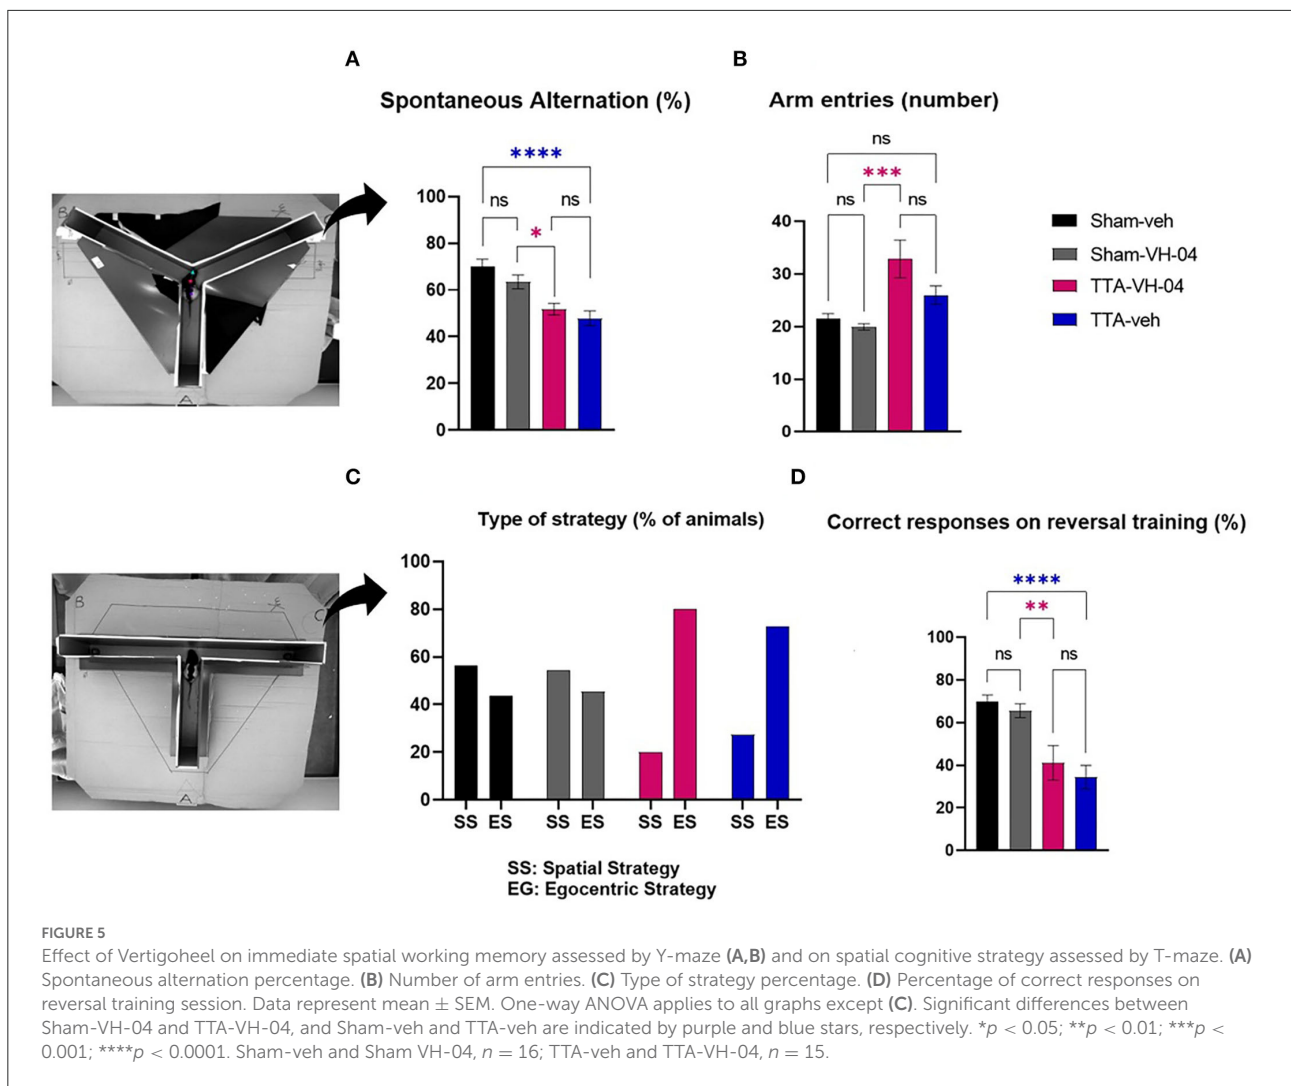 A
Spontaneous Alternation (%)
****
ns
ns
*
100
80
60
40
20
0
B
C
A
B
Arm entries (number)
ns
***
ns
ns
40
30
20
10
0
Sham-veh
Sham-VH-04
TTA-VH-04
TTA-veh
C
Type of strategy (% of animals)
100
80
60
40
20
0
SS ES SS ES SS ES SS ES
SS: Spatial Strategy
EG: Egocentric Strategy
B
C
A
D
Correct responses on reversal training (%)
****
**
ns
ns
100
80
60
40
20
0
FIGURE 5
Effect of Vertigoheel on immediate spatial working memory assessed by Y-maze (A,B) and on spatial cognitive strategy assessed by T-maze. (A)
Spontaneous alternation percentage. (B) Number of arm entries. (C) Type of strategy percentage. (D) Percentage of correct responses on
reversal training session. Data represent mean ± SEM. One-way ANOVA applies to all graphs except (C). Significant differences between
Sham-VH-04 and TTA-VH-04, and Sham-veh and TTA-veh are indicated by purple and blue stars, respectively. *p < 0.05; **p < 0.01; ***p <
0.001; ****p < 0.0001. Sham-veh and Sham VH-04, n = 16; TTA-veh and TTA-VH-04, n = 15.